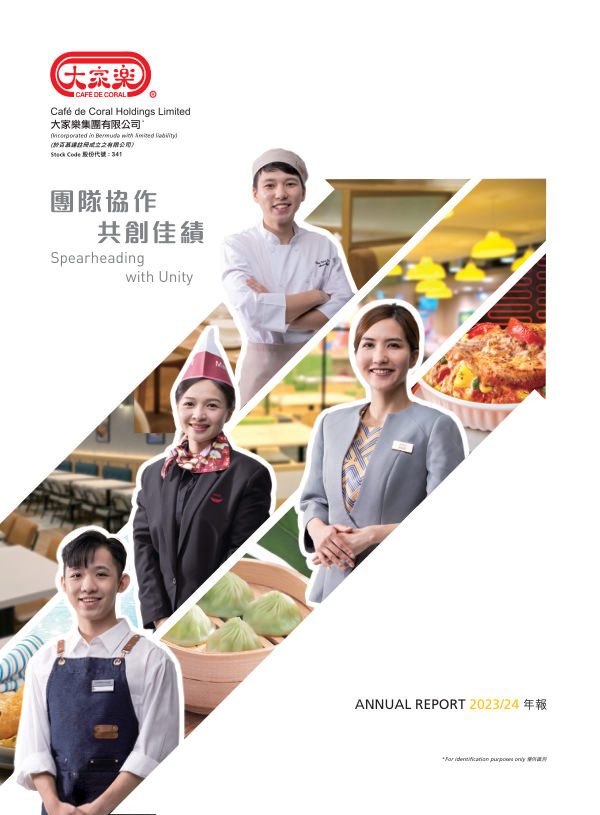 大家樂
CAFÉ DE CORAL
®
Café de Coral Holdings Limited
大家樂集團有限公司*
(Incorporated in Bermuda with limited liability)
(於百慕達註冊成立之有限公司)
Stock Code 股份代號 : 341
團隊協作
共創佳績
Spearheading
with Unity
ANNUAL REPORT 2023/24 年報
*For identification purposes only 僅供識別